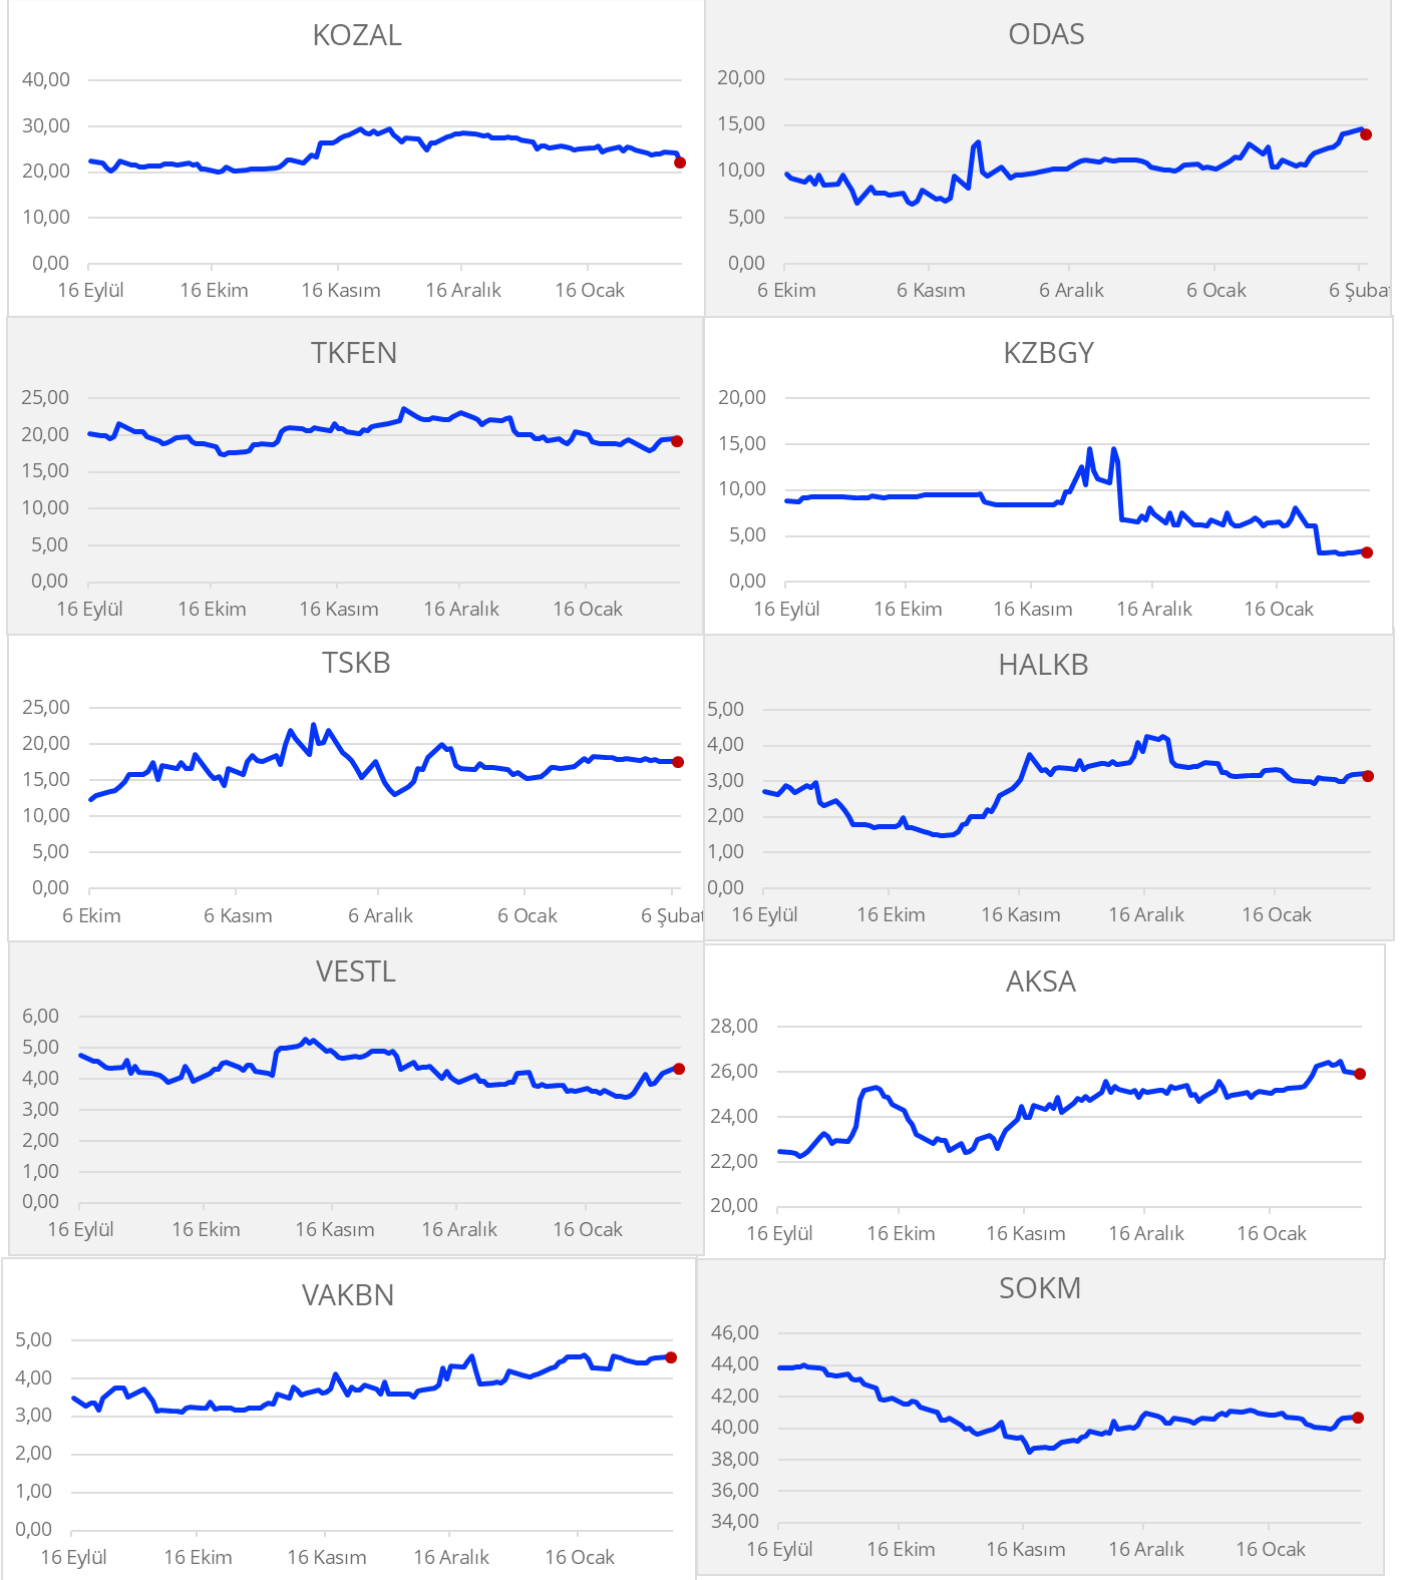 KOZAL
40,00
30,00
20,00
10,00
0,00
16 Eylül 16 Ekim 16 Kasım 16 Aralık 16 Ocak
ODAS
20,00
15,00
10,00
5,00
0,00
6 Ekim 6 Kasım 6 Aralık 6 Ocak 6 Şubat
TKFEN
25,00
20,00
15,00
10,00
5,00
0,00
16 Eylül 16 Ekim 16 Kasım 16 Aralık 16 Ocak
KZBGY
20,00
15,00
10,00
5,00
0,00
16 Eylül 16 Ekim 16 Kasım 16 Aralık 16 Ocak
TSKB
25,00
20,00
15,00
10,00
5,00
0,00
6 Ekim 6 Kasım 6 Aralık 6 Ocak 6 Şubat
HALKB
5,00
4,00
3,00
2,00
1,00
0,00
16 Eylül 16 Ekim 16 Kasım 16 Aralık 16 Ocak
VESTL
6,00
5,00
4,00
3,00
2,00
1,00
0,00
16 Eylül 16 Ekim 16 Kasım 16 Aralık 16 Ocak
AKSA
28,00
26,00
24,00
22,00
20,00
16 Eylül 16 Ekim 16 Kasım 16 Aralık 16 Ocak
VAKBN
5,00
4,00
3,00
2,00
1,00
0,00
16 Eylül 16 Ekim 16 Kasım 16 Aralık 16 Ocak
SOKM
46,00
44,00
42,00
40,00
38,00
36,00
34,00
16 Eylül 16 Ekim 16 Kasım 16 Aralık 16 Ocak